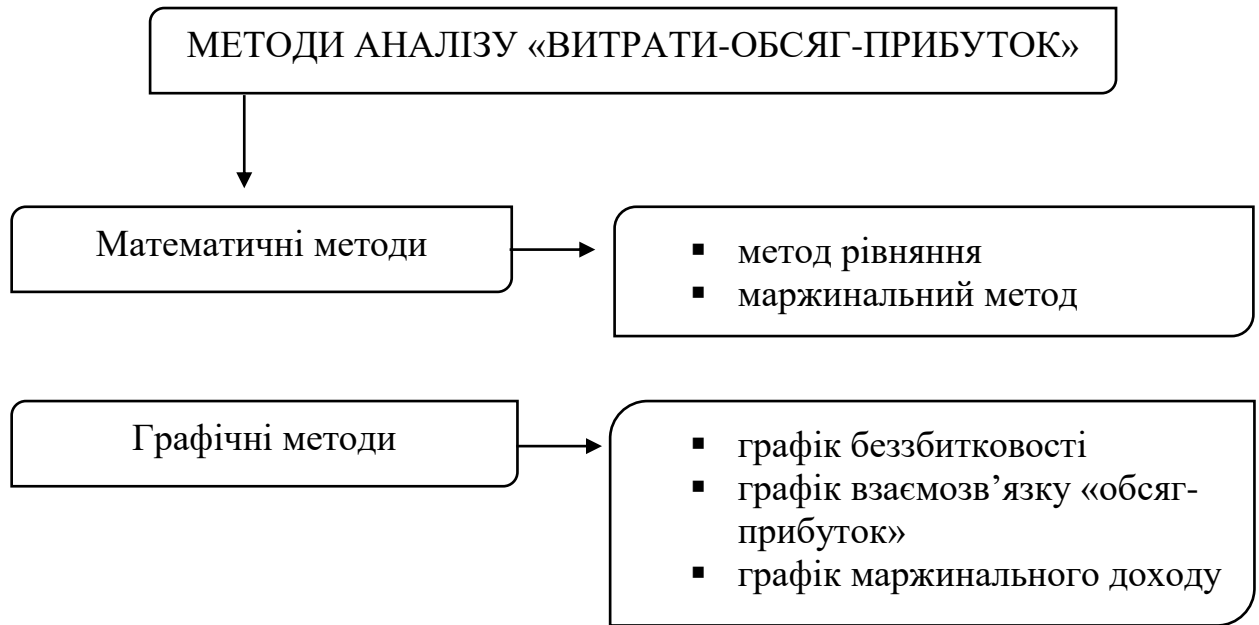 МЕТОДИ АНАЛІЗУ «ВИТРАТИ-ОБСЯГ-ПРИБУТОК»
Математичні методи
▪ метод рівняння
▪ маржинальний метод
Графічні методи
▪ графік беззбитковості
▪ графік взаємозв’язку «обсяг-
прибуток»
▪ графік маржинального доходу